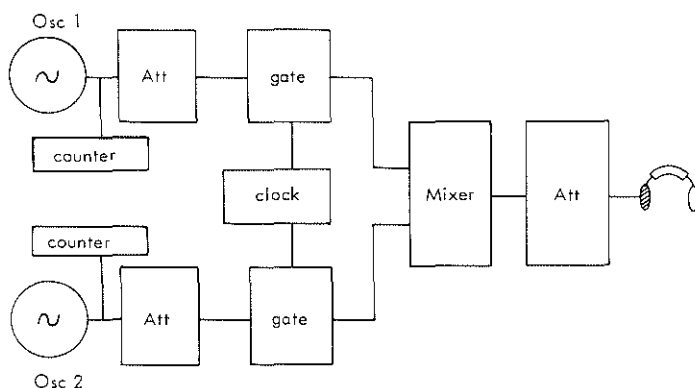 Osc 1
Att
gate
counter
clock
Mixer
Att
counter
Att
gate
Osc 2